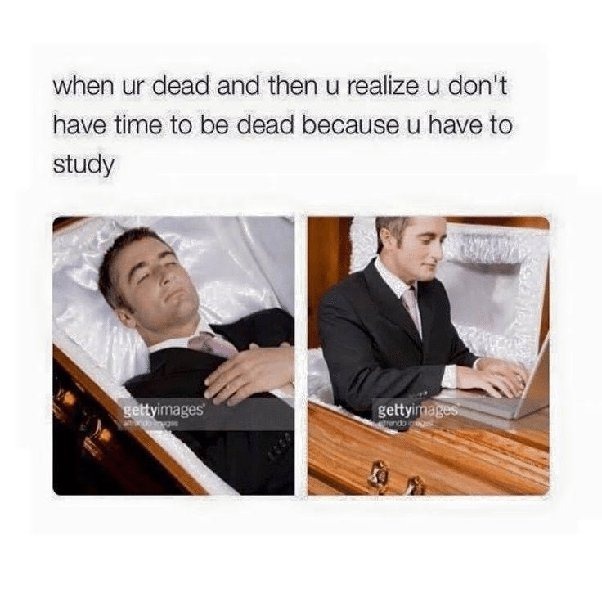 when ur dead and then u realize u don't
have time to be dead because u have to
study
gettyimages
gettyimages